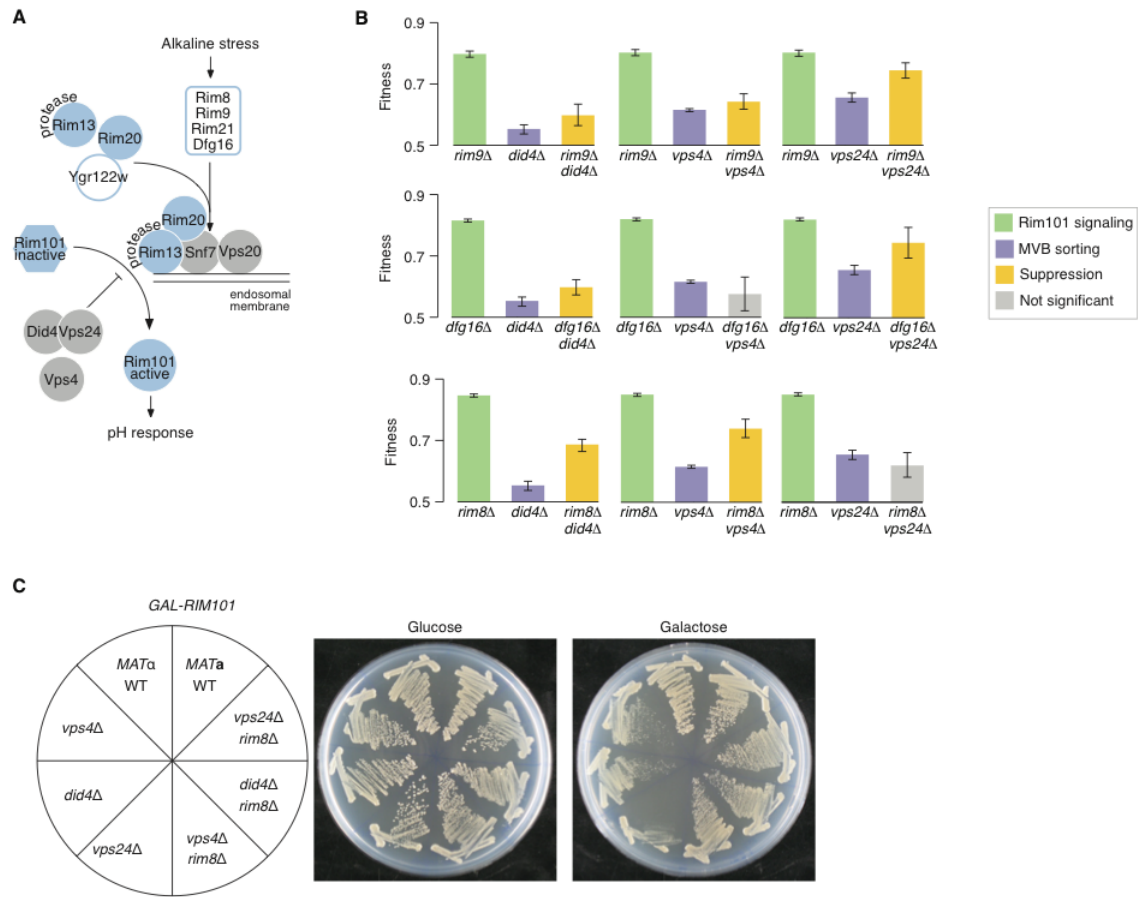 A
Alkaline stress
Rim8
Rim9
Rim21
Dfg16
protease
Rim13
Rim20
Ygr122w
Rim101
inactive
protease
Rim20
Rim13
Snf7
Vps20
endosomal
membrane
Did4
Vps24
Vps4
Rim101
active
pH response
B
0.9
0.7
0.5
Fitness
rim9Δ
did4Δ
rim9Δ
did4Δ
rim9Δ
vps4Δ
rim9Δ
vps4Δ
rim9Δ
vps24Δ
rim9Δ
vps24Δ
0.9
0.7
0.5
Fitness
dfg16Δ
did4Δ
dfg16Δ
did4Δ
dfg16Δ
vps4Δ
dfg16Δ
vps4Δ
dfg16Δ
vps24Δ
dfg16Δ
vps24Δ
0.9
0.7
0.5
Fitness
rim8Δ
did4Δ
rim8Δ
did4Δ
rim8Δ
vps4Δ
rim8Δ
vps4Δ
rim8Δ
vps24Δ
rim8Δ
vps24Δ
Rim101 signaling
MVB sorting
Suppression
Not significant
C
GAL-RIM101
MATα
WT
MATa
WT
vps24Δ
rim8Δ
did4Δ
rim8Δ
vps4Δ
rim8Δ
vps24Δ
did4Δ
vps4Δ
Glucose
Galactose